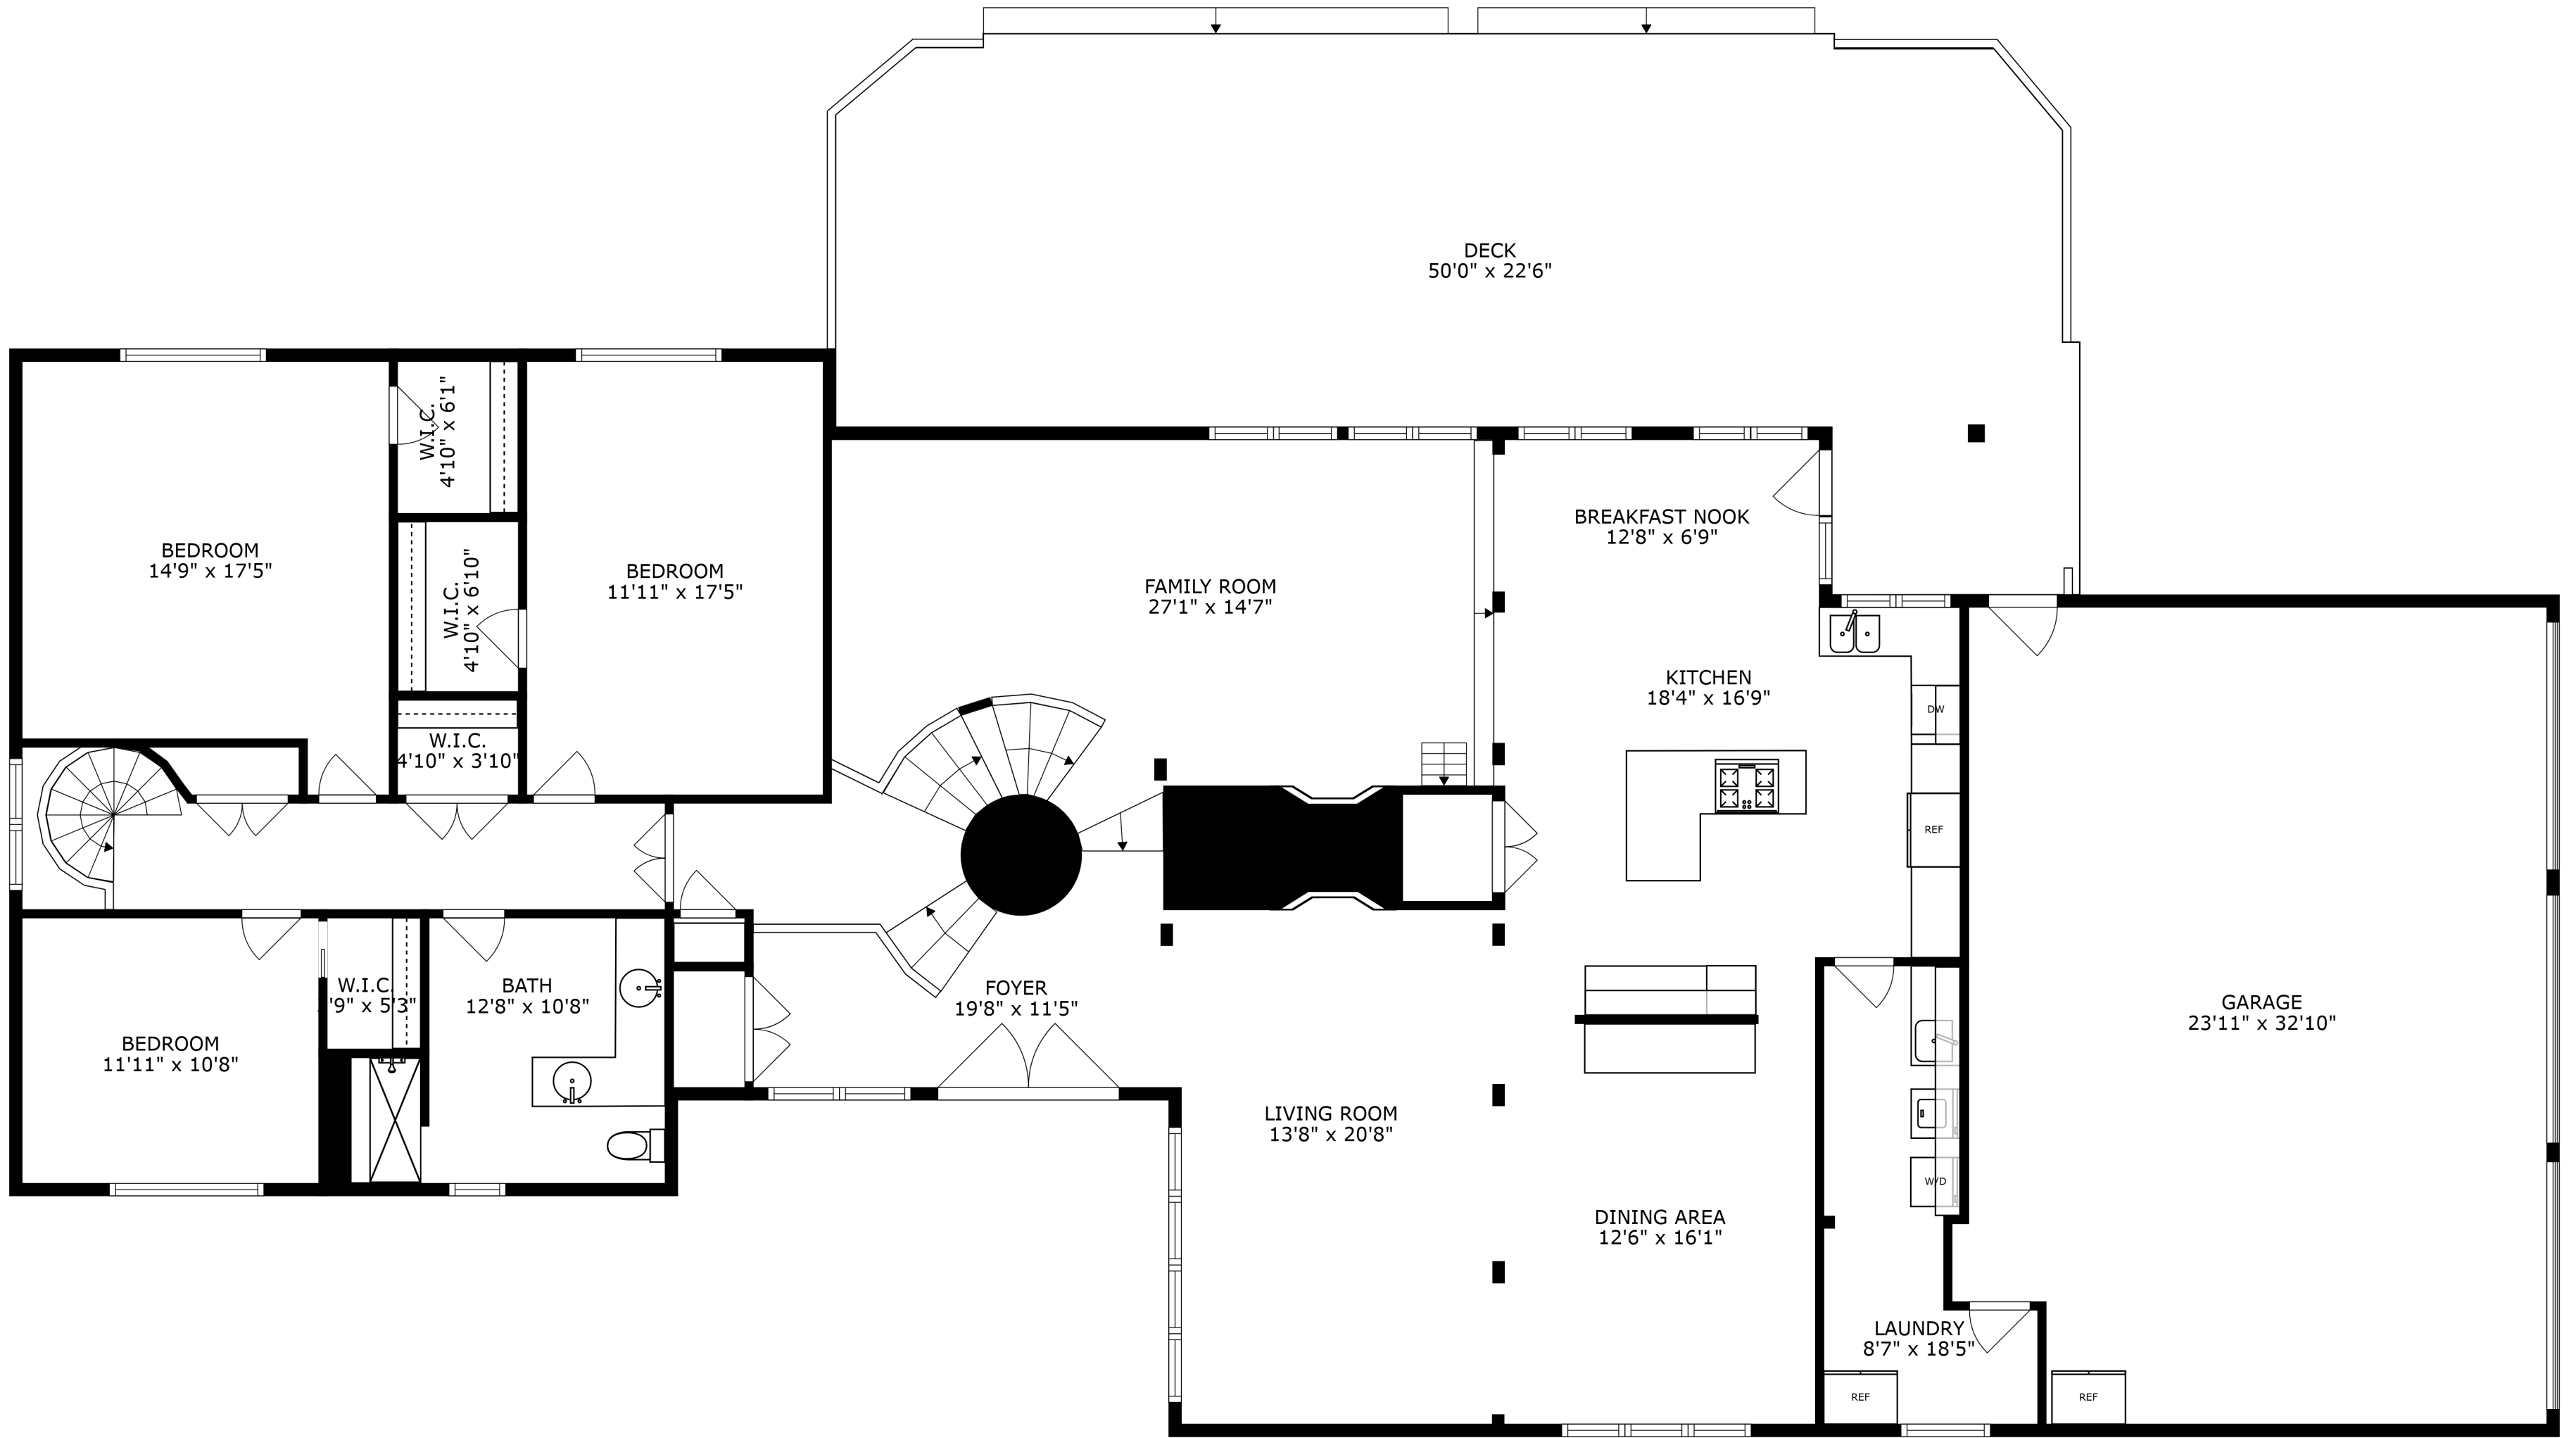 DECK
50'0" x 22'6"
W.I.C.
4'10" x 6'1"
BREAKFAST NOOK
12'8" x 6'9"
BEDROOM
14'9" x 17'5"
BEDROOM
11'11" x 17'5"
W.I.C.
4'10" x 6'10"
FAMILY ROOM
27'1" x 14'7"
KITCHEN
18'4" x 16'9"
DW
W.I.C.
4'10" x 3'10"
REF
W.I.C.
'9" x 5'3"
BATH
12'8" x 10'8"
FOYER
19'8" x 11'5"
GARAGE
23'11" x 32'10"
BEDROOM
11'11" x 10'8"
LIVING ROOM
13'8" x 20'8"
W/D
DINING AREA
12'6" x 16'1"
LAUNDRY
8'7" x 18'5"
REF
REF